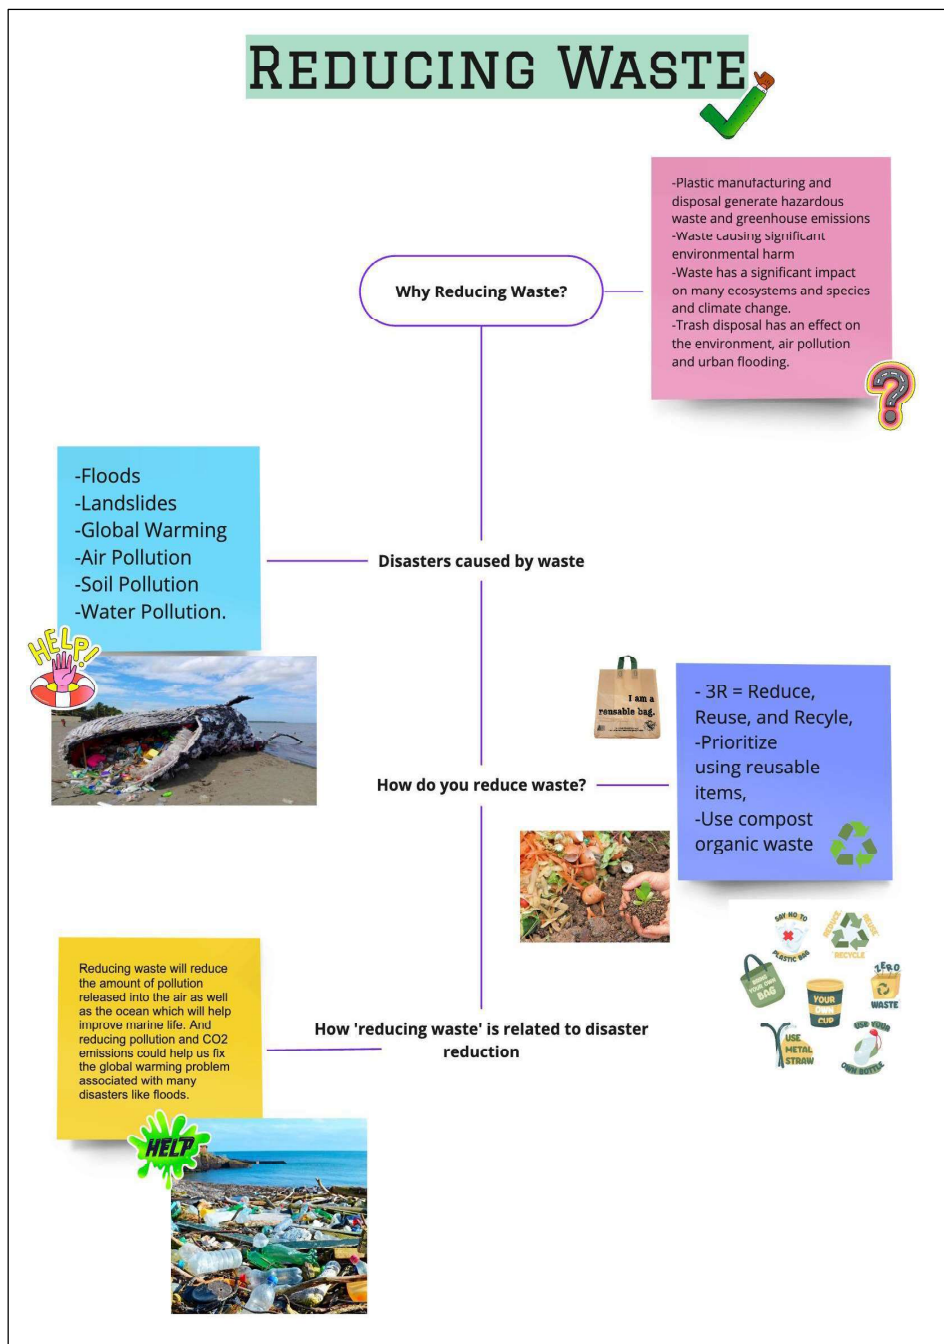 REDUCING WASTE
-Plastic manufacturing and
disposal generate hazardous
waste and greenhouse emissions
-Waste causing significant
environmental harm
-Waste has a significant impact
on many ecosystems and species
and climate change.
-Trash disposal has an effect on
the environment, air pollution
and urban flooding.
Why Reducing Waste?
-Floods
-Landslides
-Global Warming
-Air Pollution
-Soil Pollution
-Water Pollution.
Disasters caused by waste
HELP!
I am a
reusable bag.
- 3R = Reduce,
Reuse, and Recyle,
-Prioritize
using reusable
items,
-Use compost
organic waste
How do you reduce waste?
SAY NO TO
PLASTIC BAG
REDUCE
REUSE
RECYCLE
BRING
YOUR OWN
BAG
YOUR
OWN
CUP
ZERO
WASTE
USE
METAL
STRAW
USE YOUR
OWN BOTTLE
Reducing waste will reduce
the amount of pollution
released into the air as well
as the ocean which will help
improve marine life. And
reducing pollution and CO2
emissions could help us fix
the global warming problem
associated with many
disasters like floods.
How 'reducing waste' is related to disaster
reduction
HELP